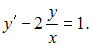 y′ − 2 y/x = 1.